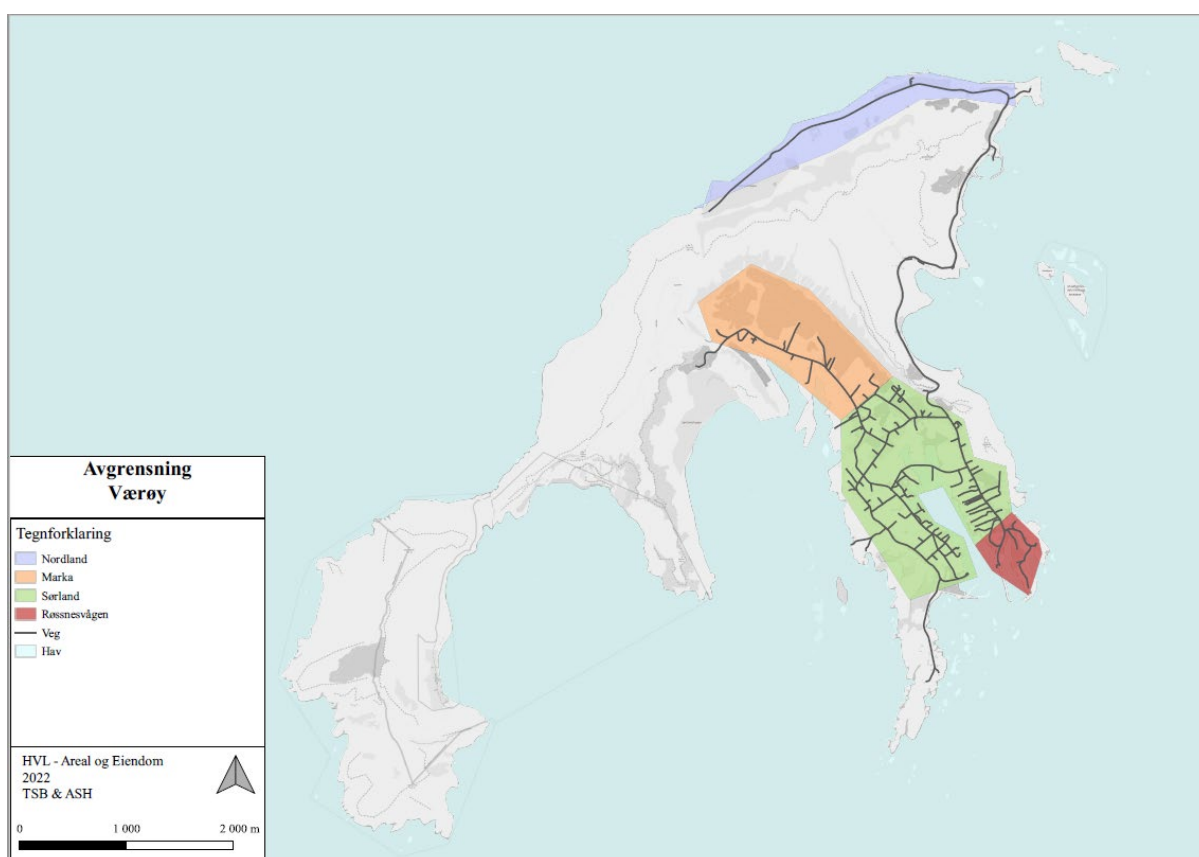 Avgrensning
Værøy
Tegnforklaring
Nordland
Marka
Sørland
Røssnesvågen
Veg
Hav
HVL - Areal og Eiendom
2022
TSB & ASH
0 1 000 2 000 m